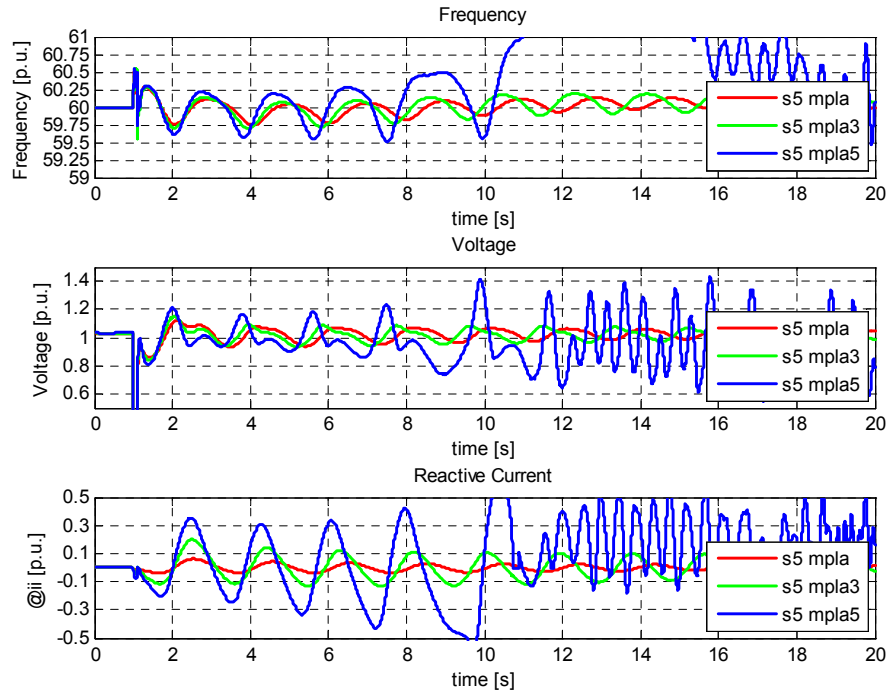 Frequency
Frequency [p.u.]
61
60.75
60.5
60.25
60
59.75
59.5
59.25
59
0 2 4 6 8 10 12 14 16 18 20
time [s]
s5 mpla
s5 mpla3
s5 mpla5
Voltage
Voltage [p.u.]
1.4
1.2
1.0
0.8
0.6
0 2 4 6 8 10 12 14 16 18 20
time [s]
s5 mpla
s5 mpla3
s5 mpla5
Reactive Current
@ii [p.u.]
0.5
0.3
0.1
-0.1
-0.3
-0.5
0 2 4 6 8 10 12 14 16 18 20
time [s]
s5 mpla
s5 mpla3
s5 mpla5